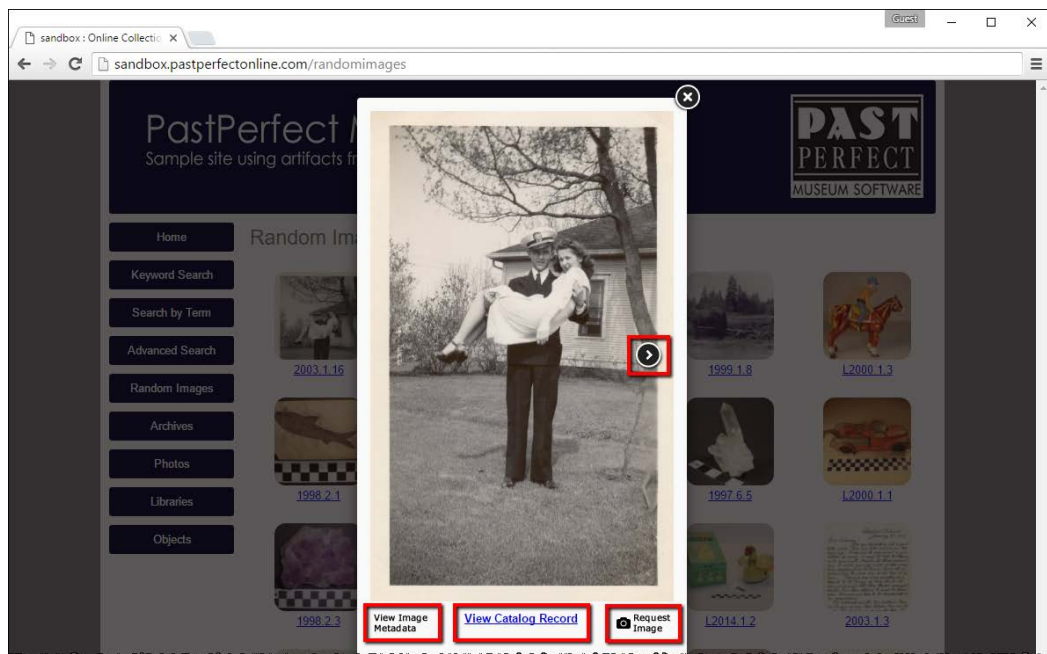 Guest
sandbox : Online Collectio
sandbox.pastperfectonline.com/randomimages
PastPerfect
Sample site using artifacts fr
PAST
PERFECT
MUSEUM SOFTWARE
Home
Keyword Search
Search by Term
Advanced Search
Random Images
Archives
Photos
Libraries
Objects
Random Im
2003.1.16
1999.1.8
L2000.1.3
1998.2.1
1997.6.5
L2000.1.1
1998.2.3
L2014.1.2
2003.1.3
View Image
Metadata
View Catalog Record
Request
Image